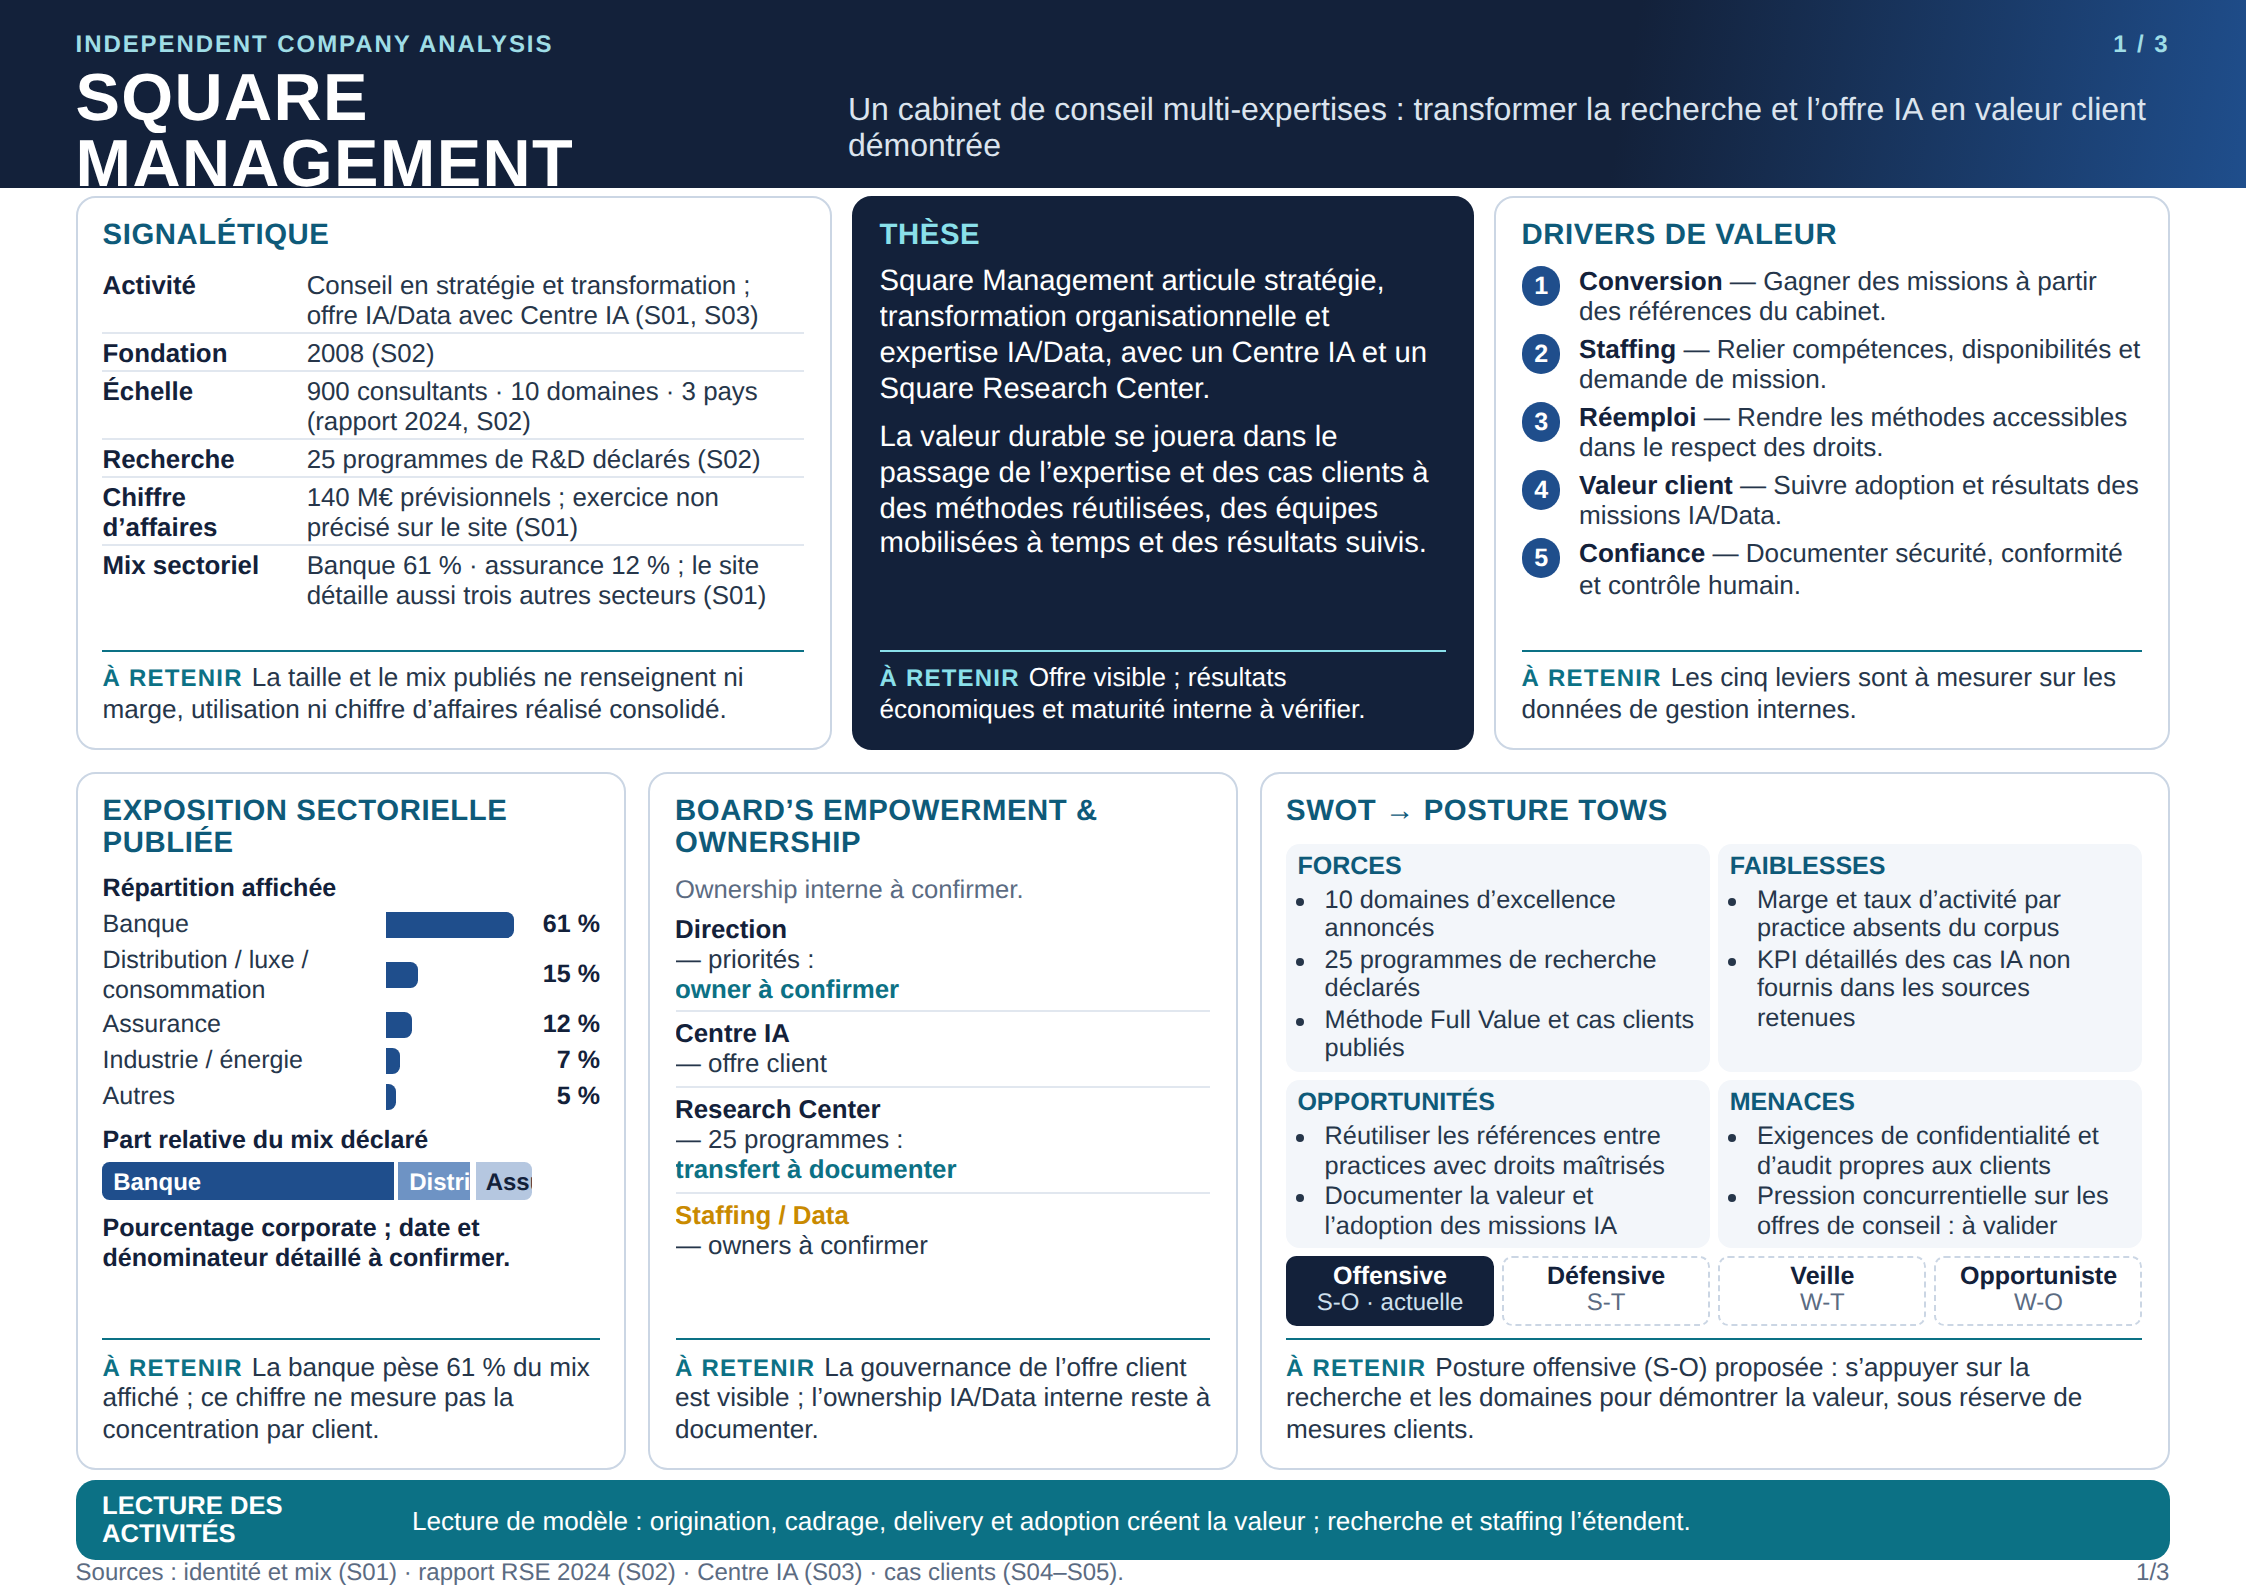 INDEPENDENT COMPANY ANALYSIS
1 / 3
SQUARE
MANAGEMENT
Un cabinet de conseil multi-expertises : transformer la recherche et l’offre IA en valeur client
démontrée
SIGNALÉTIQUE
Activité
Conseil en stratégie et transformation ;
offre IA/Data avec Centre IA (S01, S03)
Fondation
2008 (S02)
Échelle
900 consultants · 10 domaines · 3 pays
(rapport 2024, S02)
Recherche
25 programmes de R&D déclarés (S02)
Chiffre
d’affaires
140 M€ prévisionnels ; exercice non
précisé sur le site (S01)
Mix sectoriel
Banque 61 % · assurance 12 % ; le site
détaille aussi trois autres secteurs (S01)
À RETENIR La taille et le mix publiés ne renseignent ni
marge, utilisation ni chiffre d’affaires réalisé consolidé.
THÈSE
Square Management articule stratégie,
transformation organisationnelle et
expertise IA/Data, avec un Centre IA et un
Square Research Center.
La valeur durable se jouera dans le
passage de l’expertise et des cas clients à
des méthodes réutilisées, des équipes
mobilisées à temps et des résultats suivis.
À RETENIR Offre visible ; résultats
économiques et maturité interne à vérifier.
DRIVERS DE VALEUR
1 Conversion — Gagner des missions à partir
des références du cabinet.
2 Staffing — Relier compétences, disponibilités et
demande de mission.
3 Réemploi — Rendre les méthodes accessibles
dans le respect des droits.
4 Valeur client — Suivre adoption et résultats des
missions IA/Data.
5 Confiance — Documenter sécurité, conformité
et contrôle humain.
À RETENIR Les cinq leviers sont à mesurer sur les
données de gestion internes.
EXPOSITION SECTORIELLE
PUBLIÉE
Répartition affichée
Banque 61 %
Distribution / luxe /
consommation
15 %
Assurance 12 %
Industrie / énergie 7 %
Autres 5 %
Part relative du mix déclaré
Banque Distri Ass
Pourcentage corporate ; date et
dénominateur détaillé à confirmer.
À RETENIR La banque pèse 61 % du mix
affiché ; ce chiffre ne mesure pas la
concentration par client.
BOARD’S EMPOWERMENT &
OWNERSHIP
Ownership interne à confirmer.
Direction
— priorités :
owner à confirmer
Centre IA
— offre client
Research Center
— 25 programmes :
transfert à documenter
Staffing / Data
— owners à confirmer
À RETENIR La gouvernance de l’offre client
est visible ; l’ownership IA/Data interne reste à
documenter.
SWOT → POSTURE TOWS
FORCES
• 10 domaines d’excellence
annoncés
• 25 programmes de recherche
déclarés
• Méthode Full Value et cas clients
publiés
FAIBLESSES
• Marge et taux d’activité par
practice absents du corpus
• KPI détaillés des cas IA non
fournis dans les sources
retenues
OPPORTUNITÉS
• Réutiliser les références entre
practices avec droits maîtrisés
• Documenter la valeur et
l’adoption des missions IA
MENACES
• Exigences de confidentialité et
d’audit propres aux clients
• Pression concurrentielle sur les
offres de conseil : à valider
Offensive
S-O · actuelle
Défensive
S-T
Veille
W-T
Opportuniste
W-O
À RETENIR Posture offensive (S-O) proposée : s’appuyer sur la
recherche et les domaines pour démontrer la valeur, sous réserve de
mesures clients.
LECTURE DES
ACTIVITÉS
Lecture de modèle : origination, cadrage, delivery et adoption créent la valeur ; recherche et staffing l’étendent.
Sources : identité et mix (S01) · rapport RSE 2024 (S02) · Centre IA (S03) · cas clients (S04–S05).
1/3